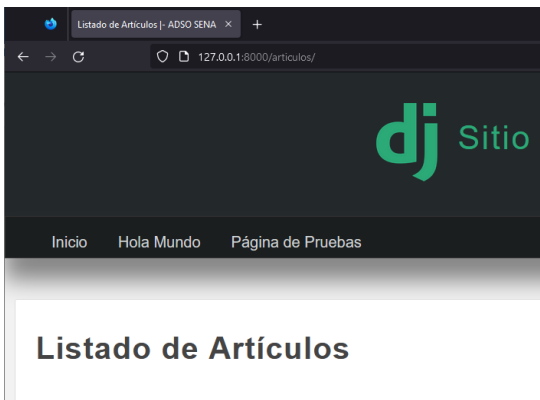 Listado de Artículos |- ADSO SENA
127.0.0.1:8000/articulos/
dj Sitio
Inicio Hola Mundo Página de Pruebas
Listado de Artículos